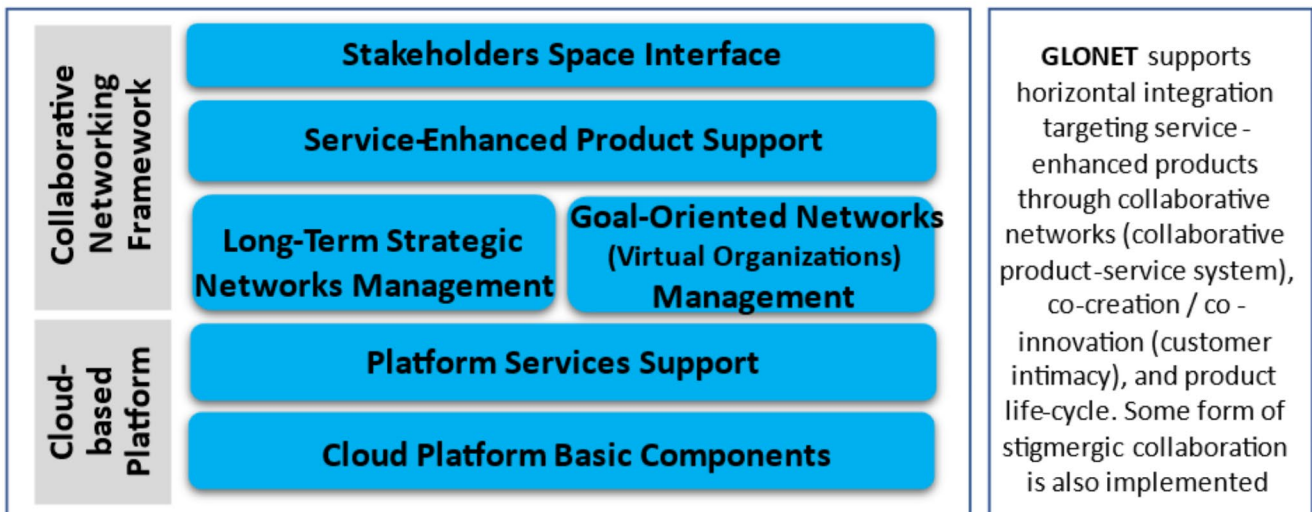 Collaborative
Networking
Framework
Stakeholders Space Interface
Service-Enhanced Product Support
Long-Term Strategic
Networks Management
Goal-Oriented Networks
(Virtual Organizations)
Management
Cloud-
based
Platform
Platform Services Support
Cloud Platform Basic Components
GLONET supports
horizontal integration
targeting service -
enhanced products
through collaborative
networks (collaborative
product-service system),
co-creation / co -
innovation (customer
intimacy), and product
life-cycle. Some form of
stigmergic collaboration
is also implemented